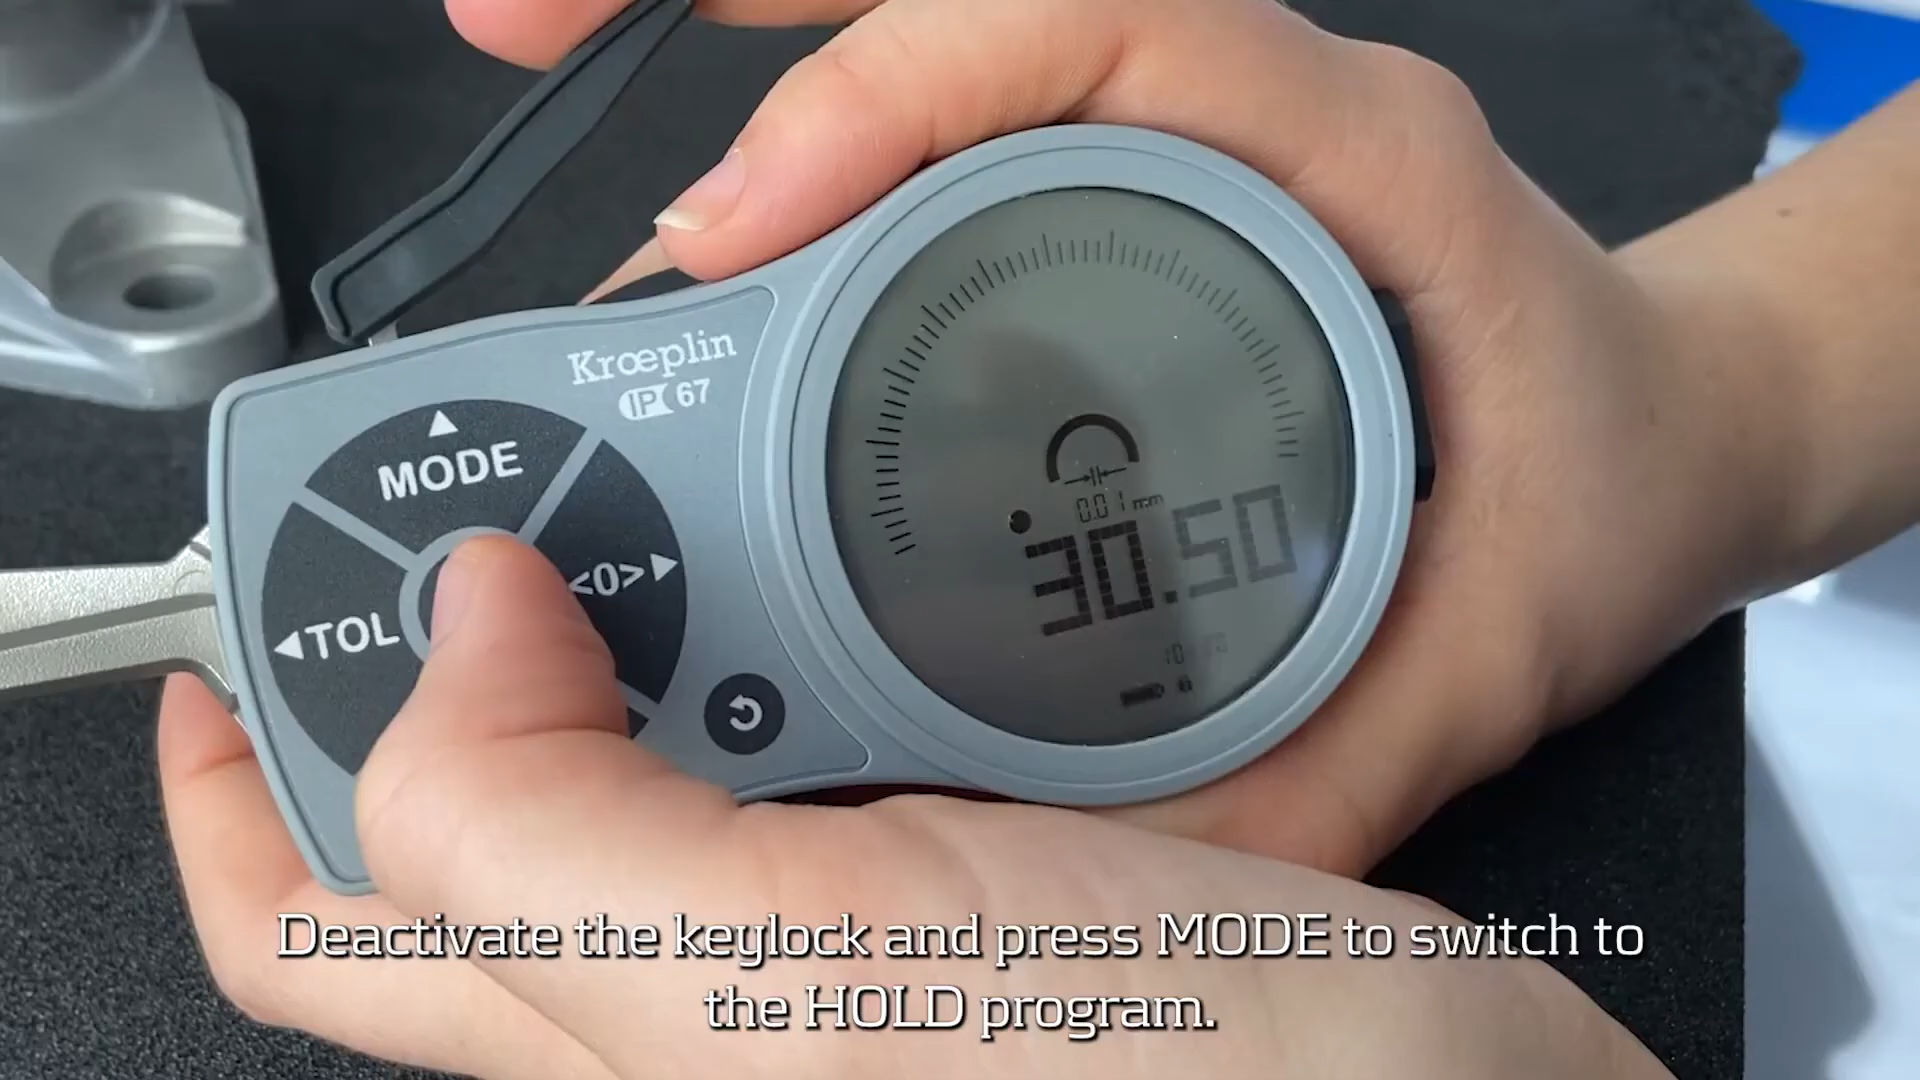 Krœplin
IP 67
MODE
<0>
TOL
0.01 mm
30.50
Deactivate the keylock and press MODE to switch to
the HOLD program.